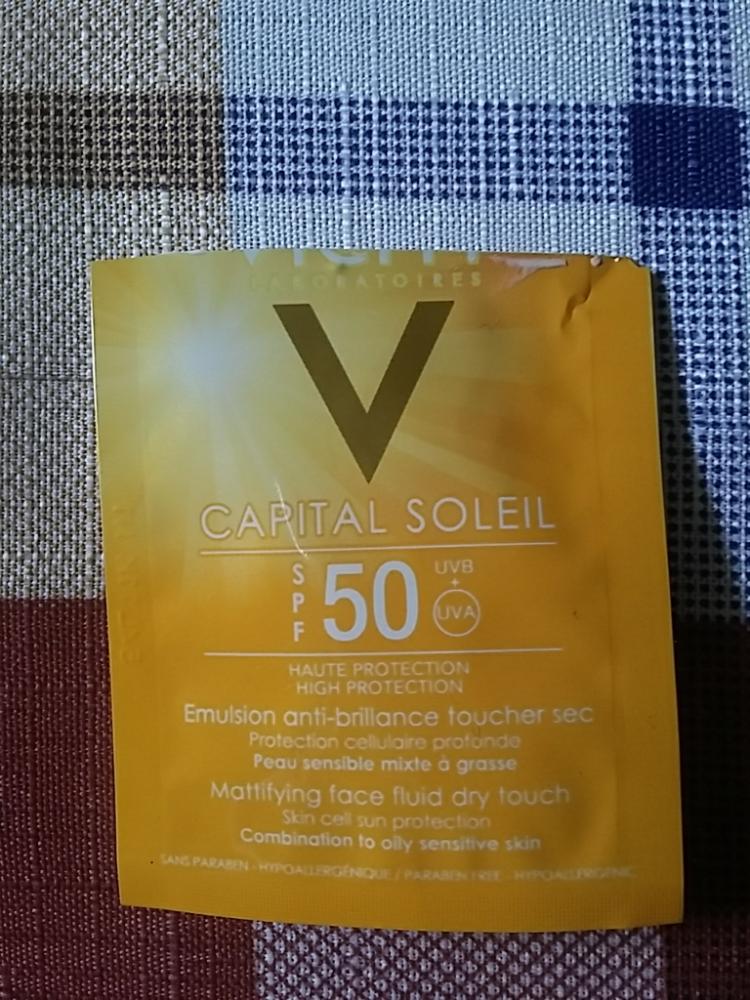 LABORATOIRES
V
CAPITAL SOLEIL
SPF 50 UVB + UVA
HAUTE PROTECTION
HIGH PROTECTION
Emulsion anti-brillance toucher sec
Protection cellulaire profonde
Peau sensible mixte à grasse
Mattifying face fluid dry touch
Skin cell sun protection
Combination to oily sensitive skin
SANS PARABEN - HYPOALLERGÉNIQUE / PARABEN FREE - HYPOALLERGENIC